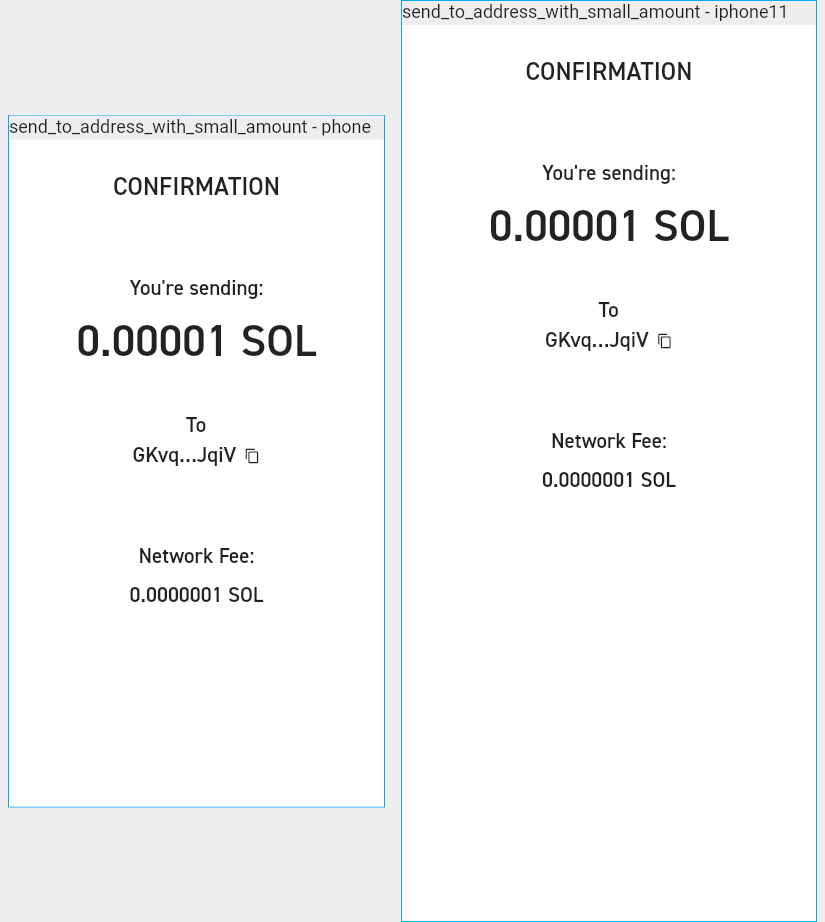 send_to_address_with_small_amount - phone
CONFIRMATION
You're sending:
0.00001 SOL
To
GKvq...JqiV
Network Fee:
0.0000001 SOL
send_to_address_with_small_amount - iphone11
CONFIRMATION
You're sending:
0.00001 SOL
To
GKvq...JqiV
Network Fee:
0.0000001 SOL